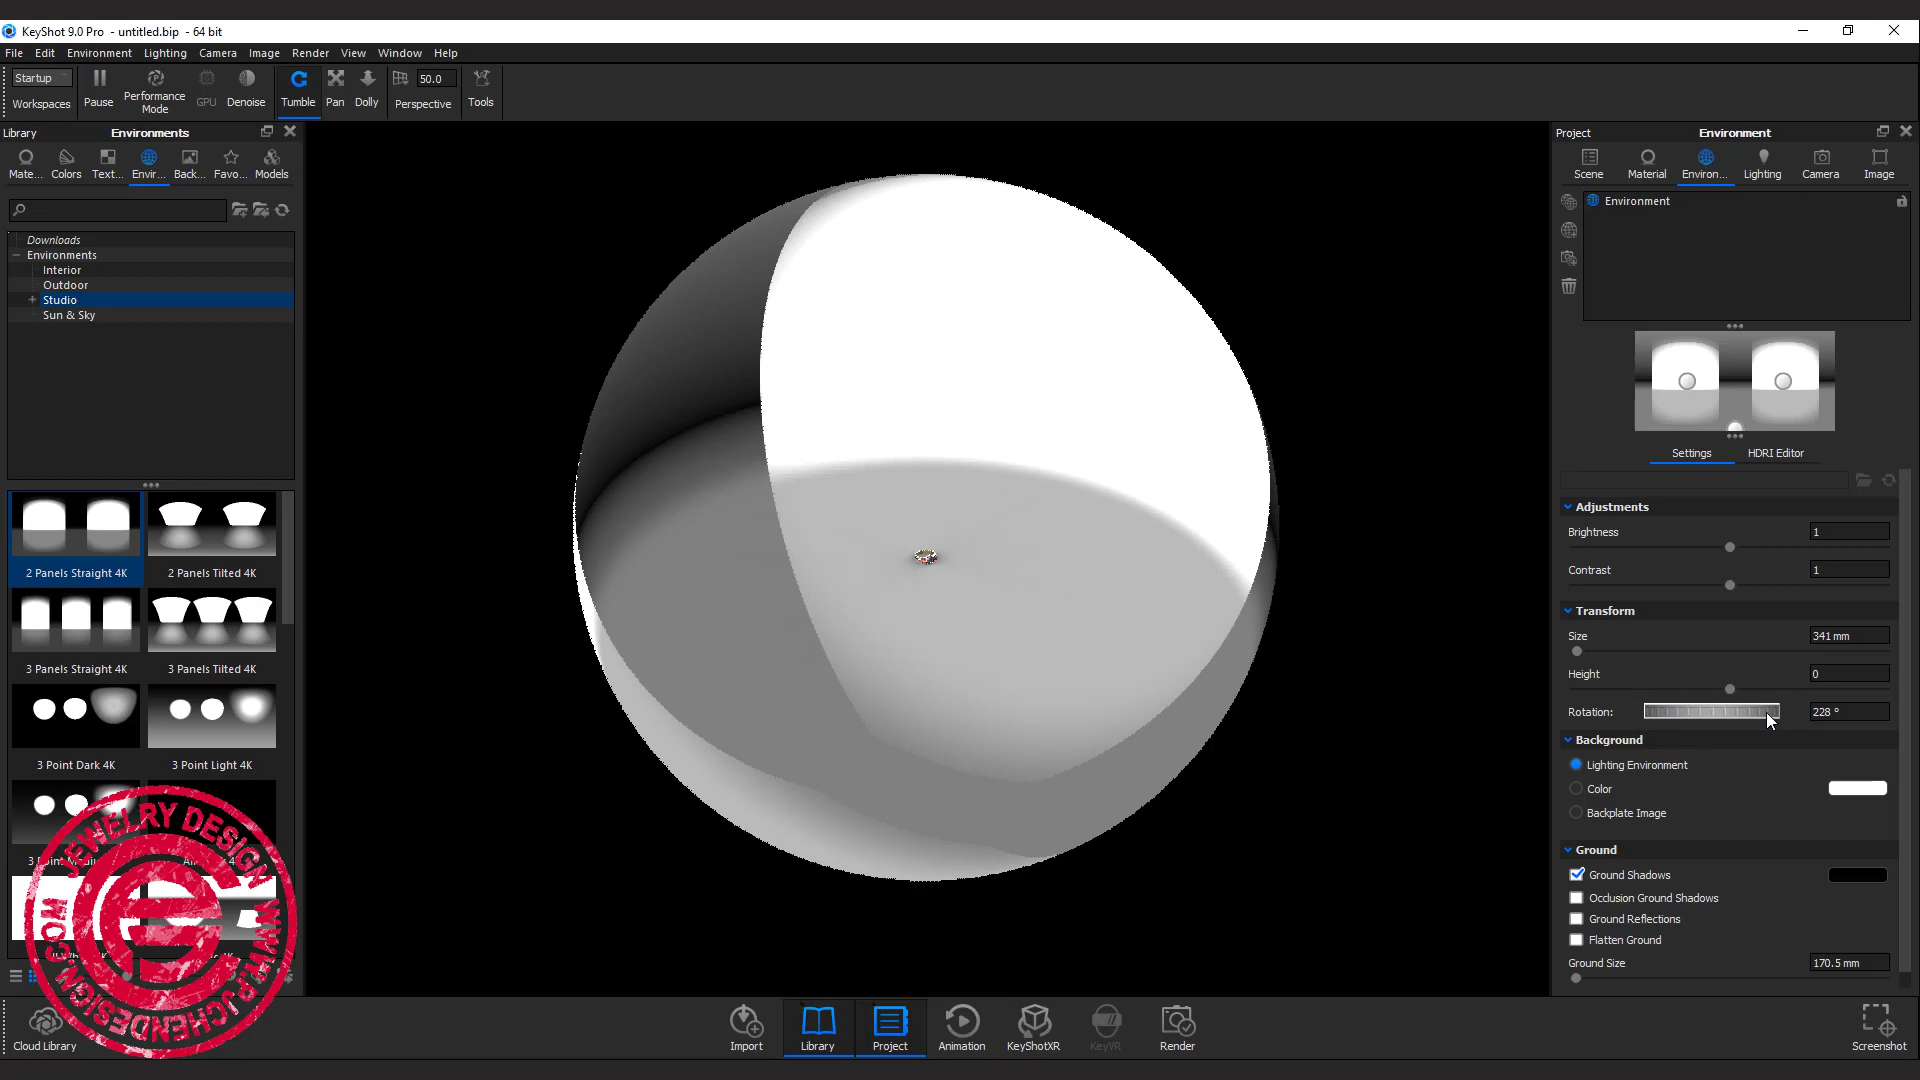 KeyShot 9.0 Pro - untitled.bip - 64 bit
File Edit Environment Lighting Camera Image Render View Window Help
Startup
50.0
Workspaces Pause Performance Mode GPU Denoise Tumble Pan Dolly Perspective Tools
Library Environments
Mate... Colors Text... Envir... Back... Favo... Models
Downloads
Environments
Interior
Outdoor
Studio
Sun & Sky
2 Panels Straight 4K 2 Panels Tilted 4K
3 Panels Straight 4K 3 Panels Tilted 4K
3 Point Dark 4K 3 Point Light 4K
JEWELRY DESIGN WWW.PJCHENDESIGN.COM
Project Environment
Scene Material Environ... Lighting Camera Image
Environment
Settings HDRI Editor
Adjustments
Brightness 1
Contrast 1
Transform
Size 341 mm
Height 0
Rotation: 228 °
Background
Lighting Environment
Color
Backplate Image
Ground
Ground Shadows
Occlusion Ground Shadows
Ground Reflections
Flatten Ground
Ground Size 170.5 mm
Cloud Library Import Library Project Animation KeyShotXR KeyVR Render Screenshot